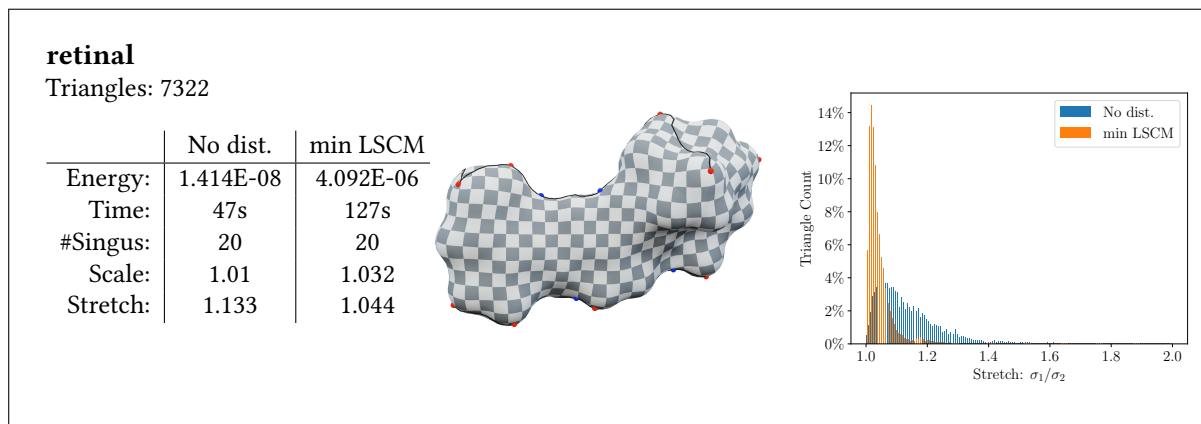 retinal
Triangles: 7322
No dist. min LSCM
Energy: 1.414E-08 4.092E-06
Time: 47s 127s
#Singus: 20 20
Scale: 1.01 1.032
Stretch: 1.133 1.044
14%
12%
10%
8%
6%
4%
2%
0%
Triangle Count
No dist.
min LSCM
1.0 1.2 1.4 1.6 1.8 2.0
Stretch: σ₁/σ₂